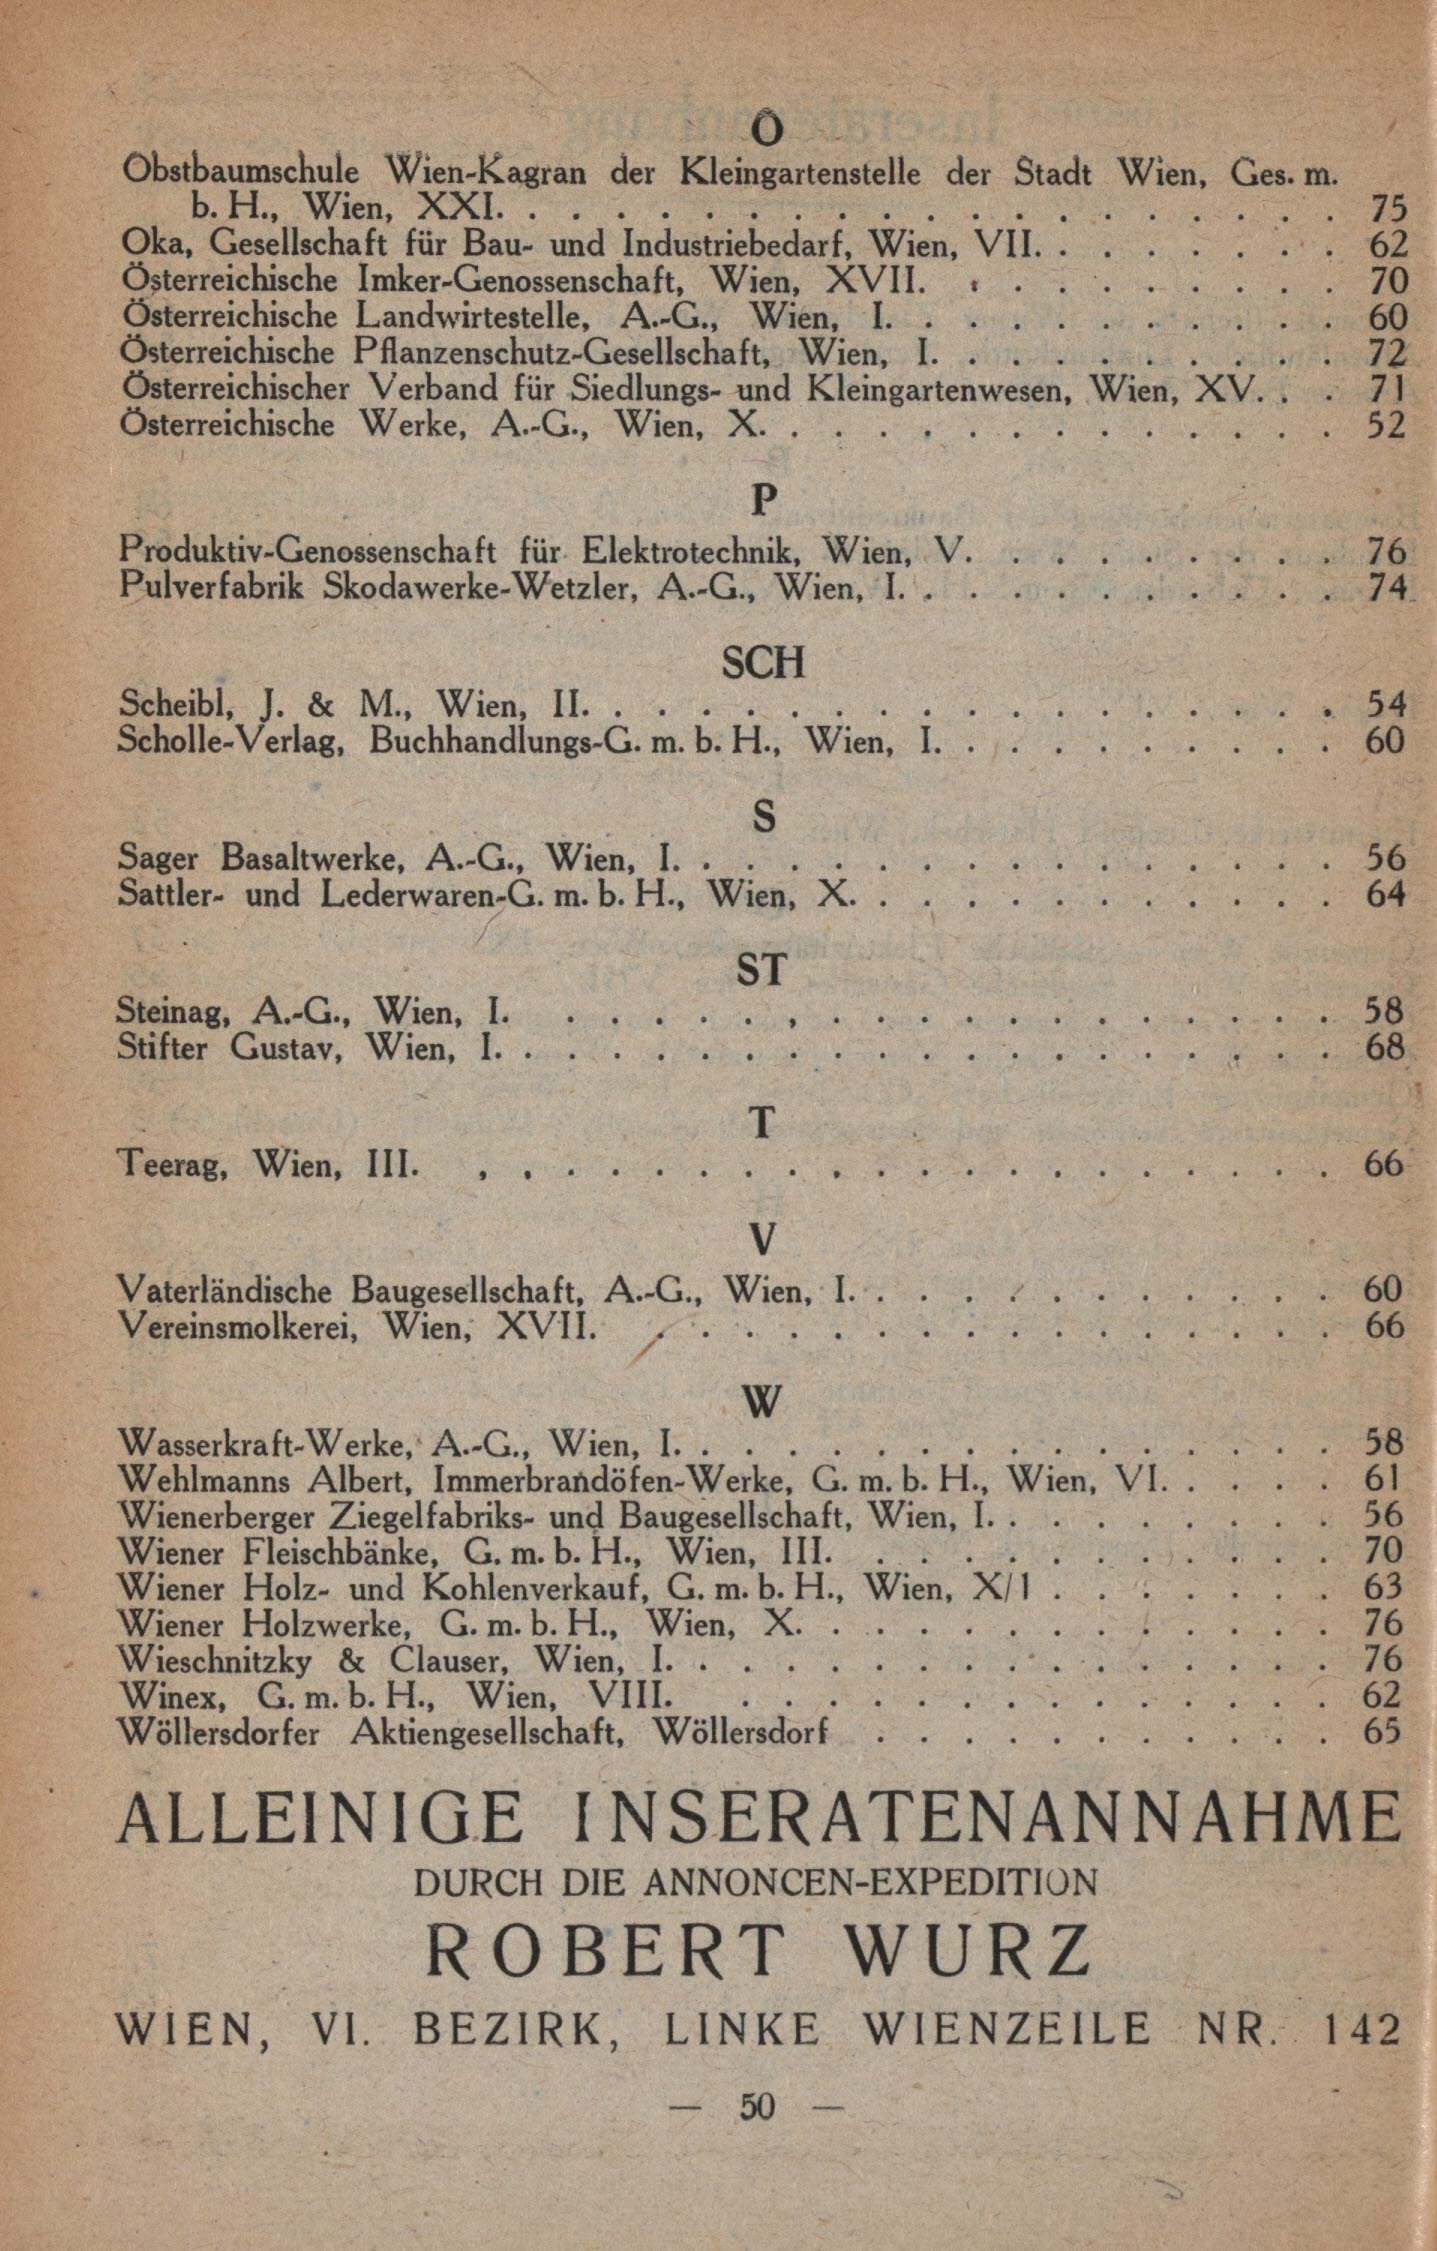 O
Obstbaumschule Wien-Kagran der Kleingartenstelle der Stadt Wien, Ges. m.
b. H., Wien, XXI. . . . . . . . . . . . . . . . . . . . 75
Oka, Gesellschaft für Bau- und Industriebedarf, Wien, VII. . . . . . . . 62
Österreichische Imker-Genossenschaft, Wien, XVII. . . . . . . . . . 70
Österreichische Landwirtestelle, A.-G., Wien, I. . . . . . . . . . . 60
Österreichische Pflanzenschutz-Gesellschaft, Wien, I. . . . . . . . . . 72
Österreichischer Verband für Siedlungs- und Kleingartenwesen, Wien, XV. . . 71
Österreichische Werke, A.-G., Wien, X. . . . . . . . . . . . . . 52
P
Produktiv-Genossenschaft für Elektrotechnik, Wien, V. . . . . . . . . 76
Pulverfabrik Skodawerke-Wetzler, A.-G., Wien, I. . . . . . . . . . . 74
SCH
Scheibl, J. & M., Wien, II. . . . . . . . . . . . . . . . . . 54
Scholle-Verlag, Buchhandlungs-G. m. b. H., Wien, I. . . . . . . . . . 60
S
Sager Basaltwerke, A.-G., Wien, I. . . . . . . . . . . . . . . . 56
Sattler- und Lederwaren-G. m. b. H., Wien, X. . . . . . . . . . . . 64
ST
Steinag, A.-G., Wien, I. . . . . . . . . . . . . . . . . . . 58
Stifter Gustav, Wien, I. . . . . . . . . . . . . . . . . . . . 68
T
Teerag, Wien, III. , , . . . . . . . . . . . . . . . . . . 66
V
Vaterländische Baugesellschaft, A.-G., Wien, I. . . . . . . . . . . . 60
Vereinsmolkerei, Wien, XVII. . . . . . . . . . . . . . . . . 66
W
Wasserkraft-Werke, A.-G., Wien, I. . . . . . . . . . . . . . . . 58
Wehlmanns Albert, Immerbrandöfen-Werke, G. m. b. H., Wien, VI. . . . . 61
Wienerberger Ziegelfabriks- und Baugesellschaft, Wien, I. . . . . . . . . 56
Wiener Fleischbänke, G. m. b. H., Wien, III. . . . . . . . . . . . 70
Wiener Holz- und Kohlenverkauf, G. m. b. H., Wien, X/1 . . . . . . . 63
Wiener Holzwerke, G. m. b. H., Wien, X. . . . . . . . . . . . . 76
Wieschnitzky & Clauser, Wien, I. . . . . . . . . . . . . . . . 76
Winex, G. m. b. H., Wien, VIII. . . . . . . . . . . . . . . 62
Wöllersdorfer Aktiengesellschaft, Wöllersdorf . . . . . . . . . . . 65
ALLEINIGE INSERATENANNAHME
DURCH DIE ANNONCEN-EXPEDITION
ROBERT WURZ
WIEN, VI. BEZIRK, LINKE WIENZEILE NR. 142
— 50 —